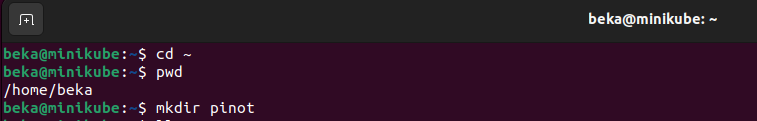 beka@minikube: ~
beka@minikube:~$ cd ~
beka@minikube:~$ pwd
/home/beka
beka@minikube:~$ mkdir pinot